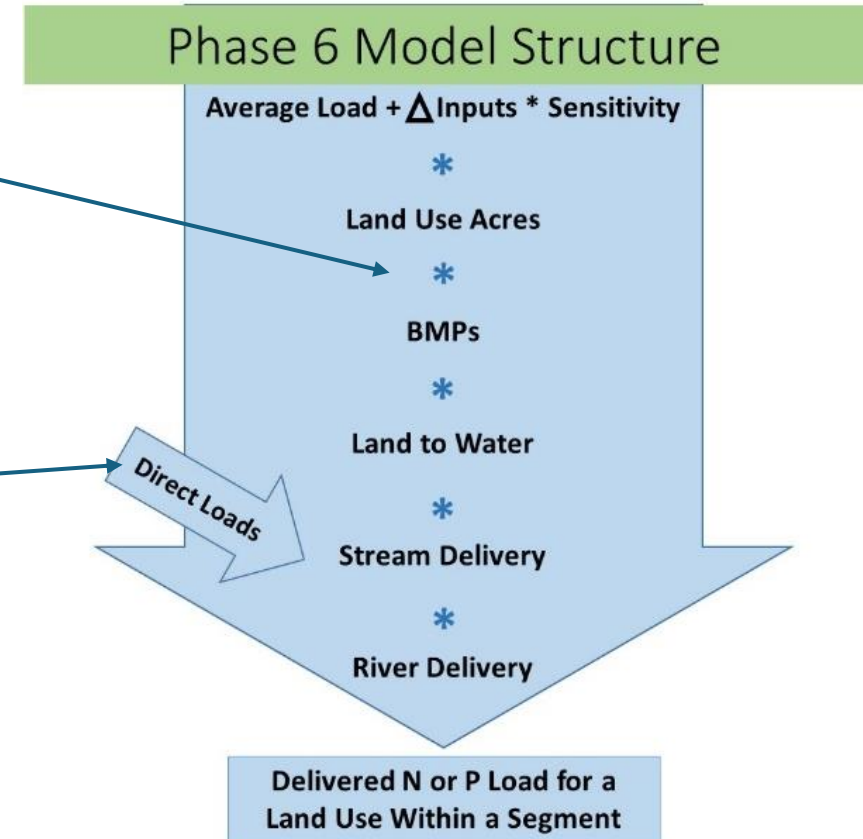 Phase 6 Model Structure
Average Load + Δ Inputs * Sensitivity
*
Land Use Acres
*
BMPs
*
Land to Water
Direct Loads
*
Stream Delivery
*
River Delivery
Delivered N or P Load for a
Land Use Within a Segment